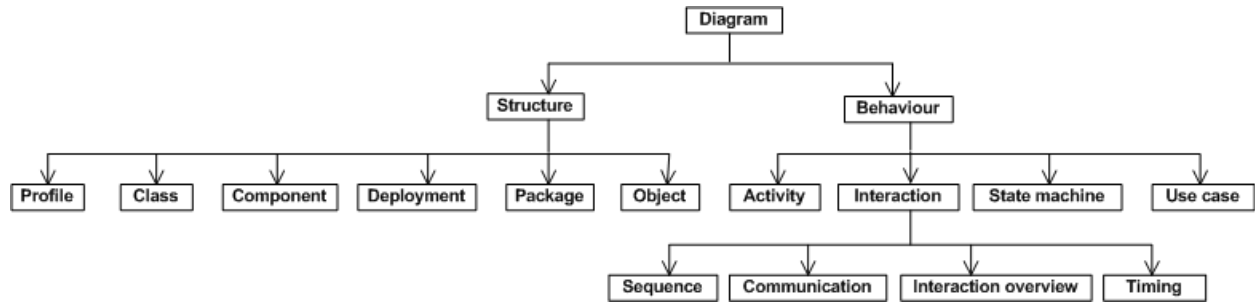 Diagram
Structure
Behaviour
Profile
Class
Component
Deployment
Package
Object
Activity
Interaction
State machine
Use case
Sequence
Communication
Interaction overview
Timing